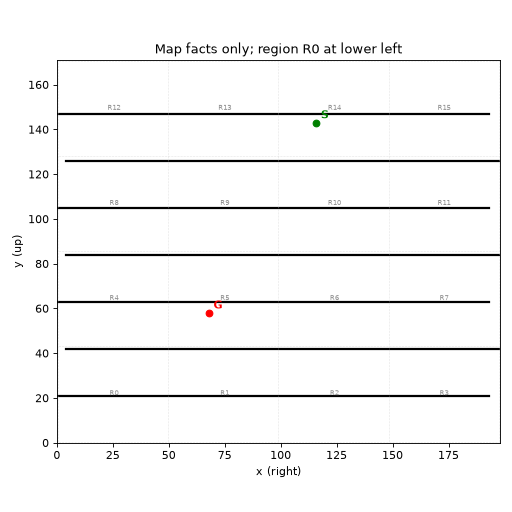 Map facts only; region R0 at lower left
160
R12 R13 R14 R15
S
140
120
R8 R9 R10 R11
100
80
R4 R5 R6 R7
G
60
40
R0 R1 R2 R3
20
0
0 25 50 75 100 125 150 175
x (right)
y (up)